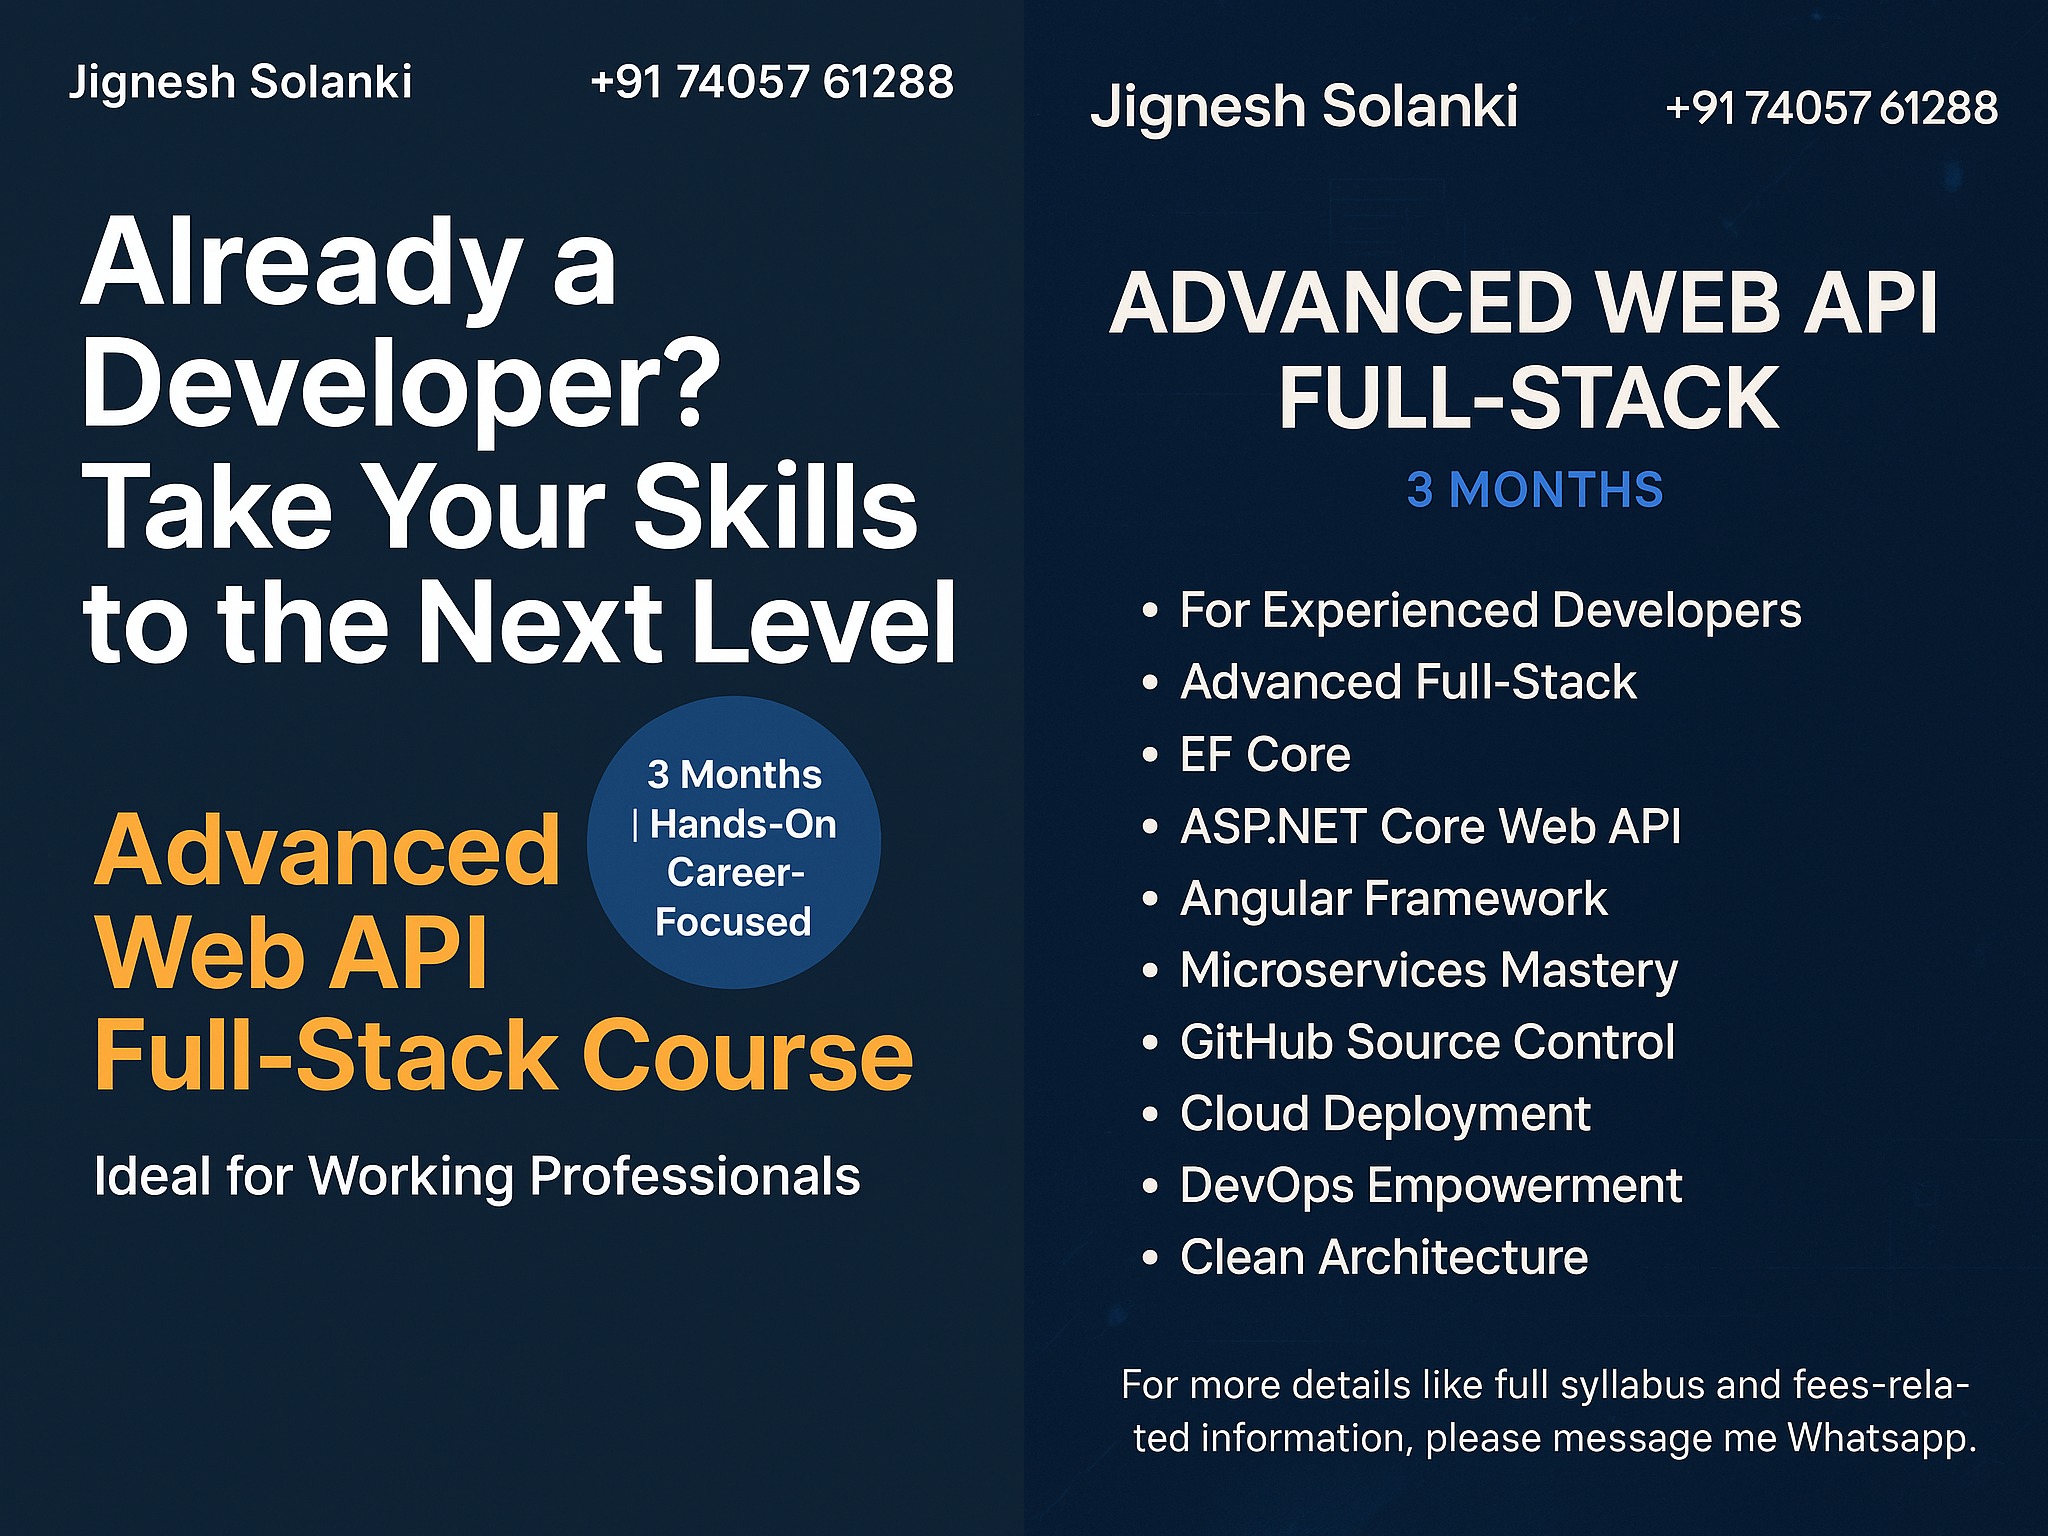 Jignesh Solanki
+91 74057 61288
Already a
Developer?
Take Your Skills
to the Next Level
3 Months
| Hands-On
Career-
Focused
Advanced
Web API
Full-Stack Course
Ideal for Working Professionals
Jignesh Solanki
+91 74057 61288
ADVANCED WEB API
FULL-STACK
3 MONTHS
• For Experienced Developers
• Advanced Full-Stack
• EF Core
• ASP.NET Core Web API
• Angular Framework
• Microservices Mastery
• GitHub Source Control
• Cloud Deployment
• DevOps Empowerment
• Clean Architecture
For more details like full syllabus and fees-rela-
ted information, please message me Whatsapp.